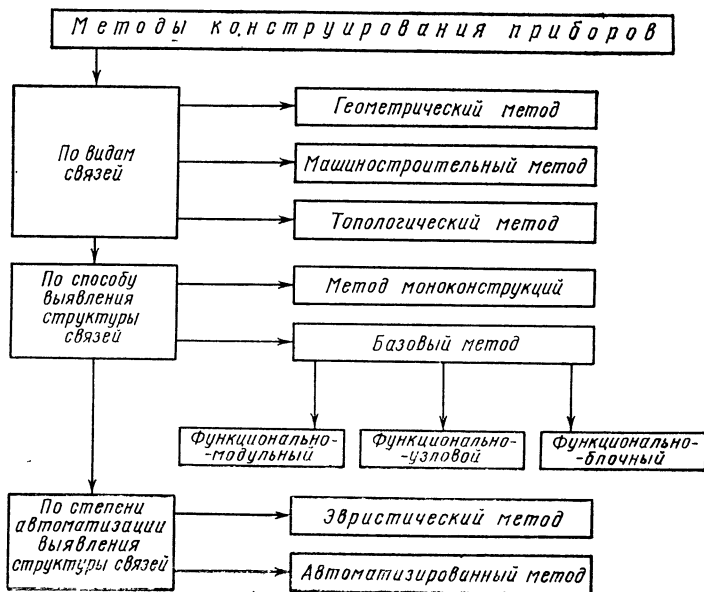 Методы конструирования приборов
По видам
связей
Геометрический метод
Машиностроительный метод
Топологический метод
По способу
выявления
структуры
связей
Метод моноконструкций
Базовый метод
Функционально-
-модульный
Функционально-
-узловой
Функционально-
-блочный
По степени
автоматизации
выявления
структуры связей
Эвристический метод
Автоматизированный метод